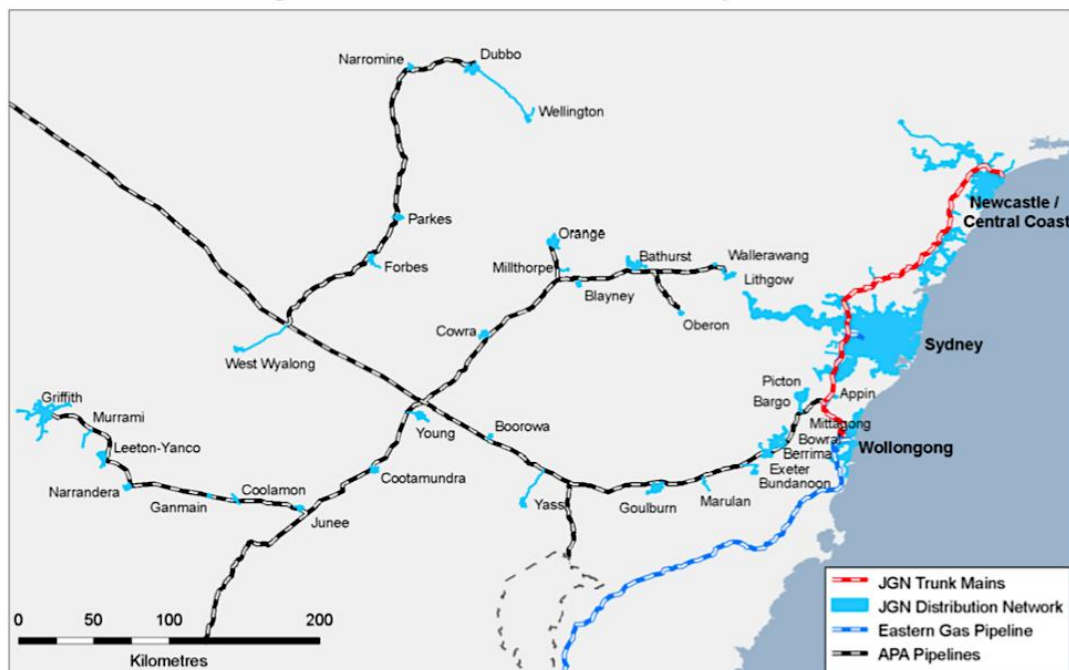 Narromine
Dubbo
Wellington
Parkes
Forbes
Newcastle /
Central Coast
Orange
Millthorpe
Bathurst
Wallerawang
Lithgow
Blayney
Oberon
Cowra
West Wyalong
Sydney
Picton
Bargo
Appin
Griffith
Murrami
Leeton-Yanco
Young
Boorowa
Mittagong
Bowral
Berrima
Exeter
Bundanoon
Wollongong
Narrandera
Ganmain
Coolamon
Junee
Cootamundra
Yass
Goulburn
Marulan
0 50 100 200
Kilometres
JGN Trunk Mains
JGN Distribution Network
Eastern Gas Pipeline
APA Pipelines